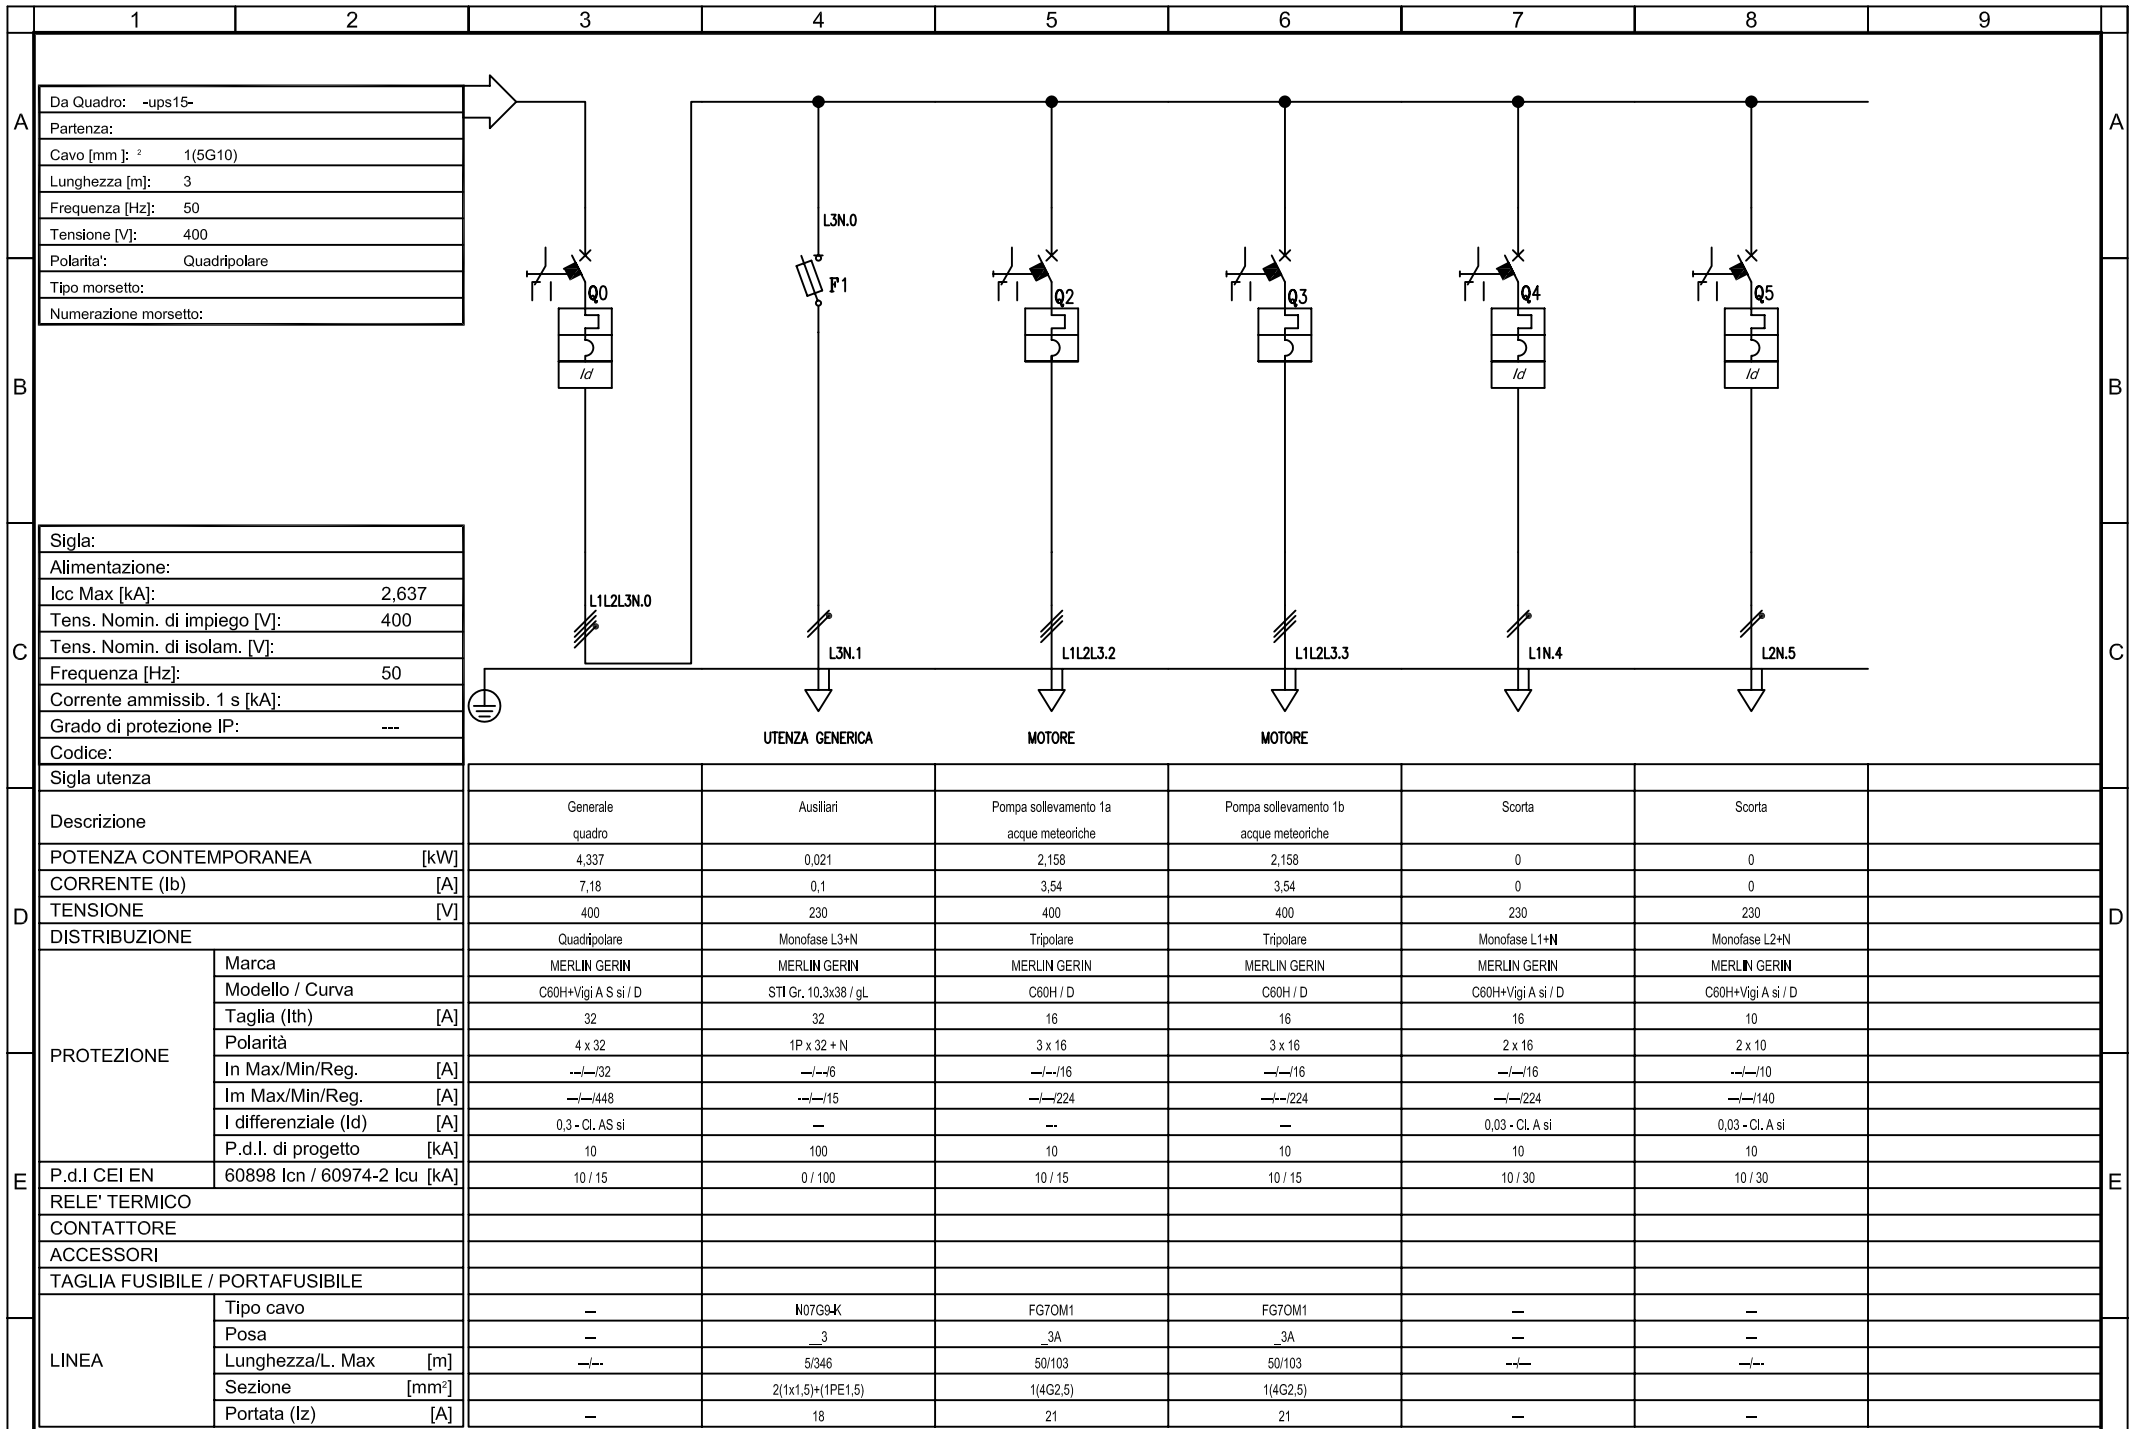 1 2 3 4 5 6 7 8 9
A A
Da Quadro: -ups15-
Partenza:
Cavo [mm ]: ² 1(5G10)
Lunghezza [m]: 3
Frequenza [Hz]: 50
Tensione [V]: 400
Polarita': Quadripolare
Tipo morsetto:
Numerazione morsetto:
L3N.0
Q0 F1 Q2 Q3 Q4 Q5
Id Id Id
B B
Sigla:
Alimentazione:
Icc Max [kA]: 2,637
Tens. Nomin. di impiego [V]: 400
Tens. Nomin. di isolam. [V]:
Frequenza [Hz]: 50
Corrente ammissib. 1 s [kA]:
Grado di protezione IP: ---
Codice:
C C
L1L2L3N.0
L3N.1 L1L2L3.2 L1L2L3.3 L1N.4 L2N.5
UTENZA GENERICA MOTORE MOTORE
Sigla utenza
Descrizione Generale quadro Ausiliari Pompa sollevamento 1a acque meteoriche Pompa sollevamento 1b acque meteoriche Scorta Scorta
POTENZA CONTEMPORANEA [kW] 4,337 0,021 2,158 2,158 0 0
CORRENTE (Ib) [A] 7,18 0,1 3,54 3,54 0 0
D D
TENSIONE [V] 400 230 400 400 230 230
DISTRIBUZIONE Quadripolare Monofase L3+N Tripolare Tripolare Monofase L1+N Monofase L2+N
PROTEZIONE
Marca MERLIN GERIN MERLIN GERIN MERLIN GERIN MERLIN GERIN MERLIN GERIN MERLIN GERIN
Modello / Curva C60H+Vigi A S si / D STI Gr. 10.3x38 / gL C60H / D C60H / D C60H+Vigi A si / D C60H+Vigi A si / D
Taglia (Ith) [A] 32 32 16 16 16 10
Polarità 4 x 32 1P x 32 + N 3 x 16 3 x 16 2 x 16 2 x 10
In Max/Min/Reg. [A] ---/---/32 ---/---/6 ---/---/16 ---/---/16 ---/---/16 ---/---/10
Im Max/Min/Reg. [A] ---/---/448 ---/---/15 ---/---/224 ---/---/224 ---/---/224 ---/---/140
I differenziale (Id) [A] 0,3 - Cl. AS si --- --- --- 0,03 - Cl. A si 0,03 - Cl. A si
P.d.I. di progetto [kA] 10 100 10 10 10 10
E E
P.d.I CEI EN 60898 Icn / 60974-2 Icu [kA] 10 / 15 0 / 100 10 / 15 10 / 15 10 / 30 10 / 30
RELE' TERMICO
CONTATTORE
ACCESSORI
TAGLIA FUSIBILE / PORTAFUSIBILE
LINEA
Tipo cavo --- N07G9-K FG7OM1 FG7OM1 --- ---
Posa --- __3 _3A _3A --- ---
Lunghezza/L. Max [m] ---/--- 5/346 50/103 50/103 ---/--- ---/---
Sezione [mm²] 2(1x1,5)+(1PE1,5) 1(4G2,5) 1(4G2,5)
Portata (Iz) [A] --- 18 21 21 --- ---